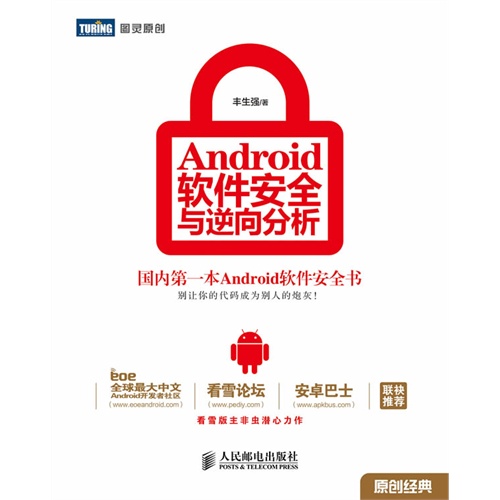 TURING 图灵原创
丰生强/著
Android
软件安全
与逆向分析
国内第一本Android软件安全书
别让你的代码成为别人的炮灰！
eoe
全球最大中文
Android开发者社区
(www.eoeandroid.com)
看雪论坛
(www.pediy.com)
安卓巴士
(www.apkbus.com)
联袂
推荐
看雪版主非虫潜心力作
人民邮电出版社
POSTS & TELECOM PRESS
原创经典